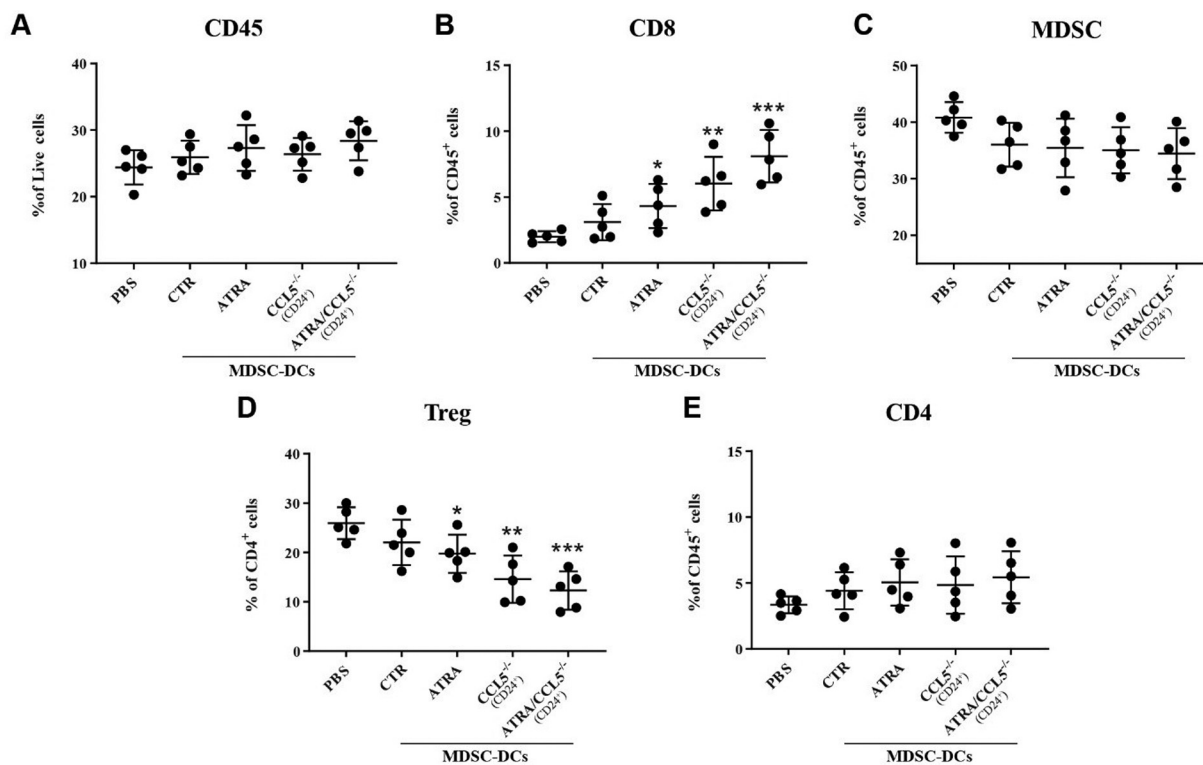 A
CD45
%of Live cells
40
30
20
10
PBS
CTR
ATRA
CCL5-/-
(CD24+)
ATRA/CCL5-/-
(CD24+)
MDSC-DCs
B
CD8
%of CD45+ cells
15
10
5
0
*
**
***
PBS
CTR
ATRA
CCL5-/-
(CD24+)
ATRA/CCL5-/-
(CD24+)
MDSC-DCs
C
MDSC
%of CD45+ cells
50
40
30
20
PBS
CTR
ATRA
CCL5-/-
(CD24+)
ATRA/CCL5-/-
(CD24+)
MDSC-DCs
D
Treg
% of CD4+ cells
40
30
20
10
0
*
**
***
PBS
CTR
ATRA
CCL5-/-
(CD24+)
ATRA/CCL5-/-
(CD24+)
MDSC-DCs
E
CD4
%of CD45+ cells
15
10
5
0
PBS
CTR
ATRA
CCL5-/-
(CD24+)
ATRA/CCL5-/-
(CD24+)
MDSC-DCs